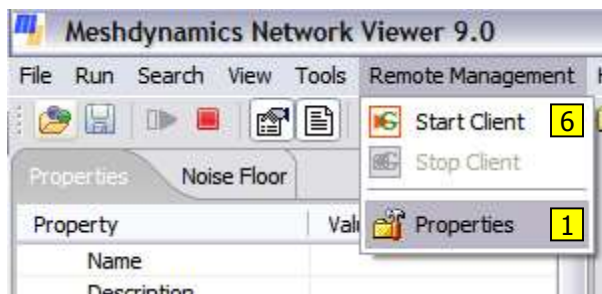 Meshdynamics Network Viewer 9.0
File Run Search View Tools Remote Management
Start Client 6
Stop Client
Properties Noise Floor
Properties 1
Property
Name
Description